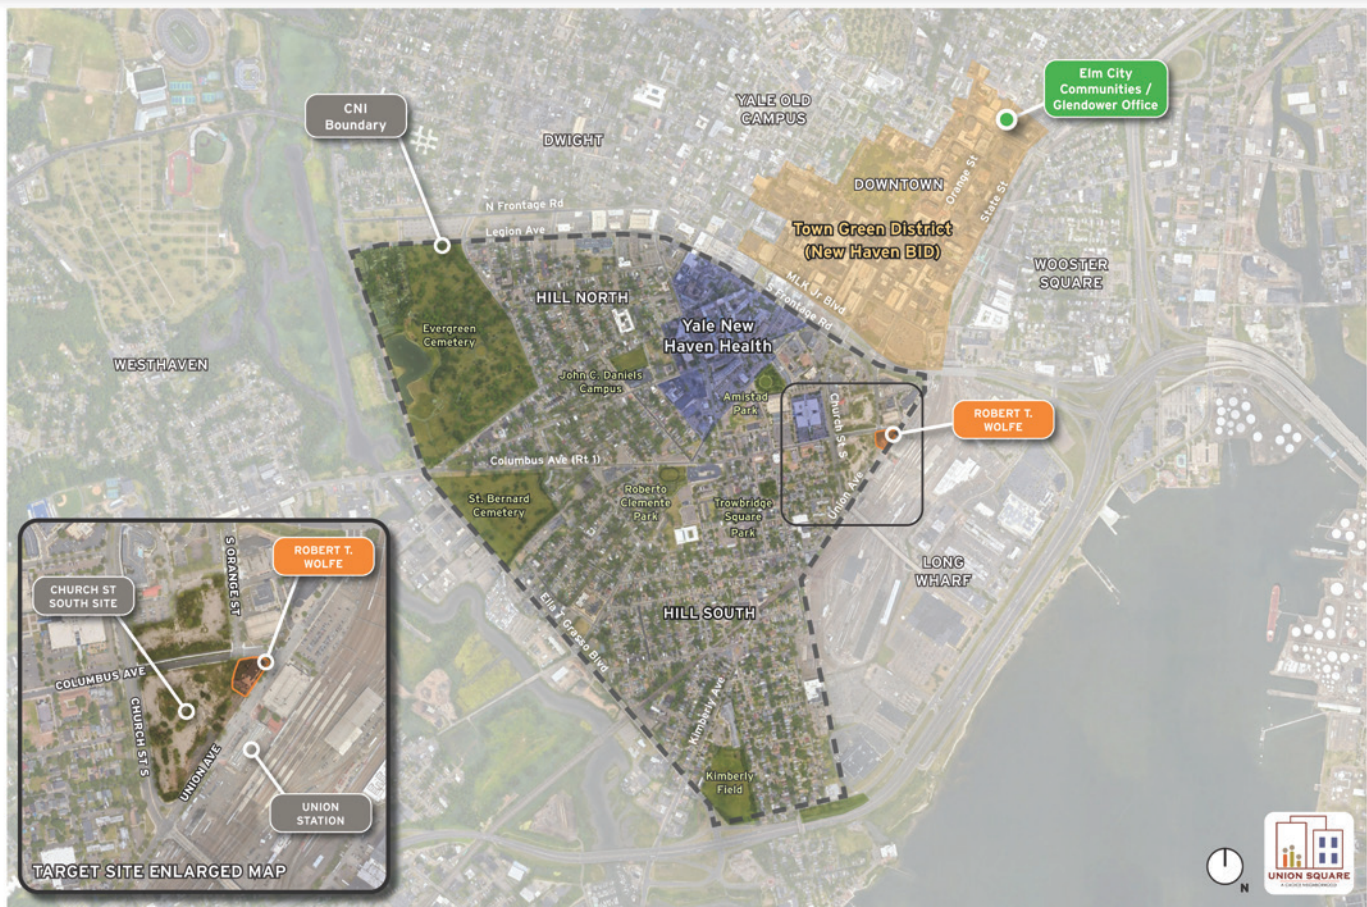 Elm City
Communities /
Glendower Office
CNI
Boundary
YALE OLD
CAMPUS
DWIGHT
DOWNTOWN
Orange St
State St
N Frontage Rd
Legion Ave
Town Green District
(New Haven BID)
WOOSTER
SQUARE
MLK Jr Blvd
S Frontage Rd
HILL NORTH
Yale New
Haven Health
Evergreen
Cemetery
WESTHAVEN
John C. Daniels
Campus
Amistad
Park
Church St S
ROBERT T.
WOLFE
Columbus Ave (Rt 1)
St. Bernard
Cemetery
Roberto
Clemente
Park
Trowbridge
Square
Park
Union Ave
LONG
WHARF
HILL SOUTH
Ella T Grasso Blvd
Kimberly Ave
Kimberly
Field
ROBERT T.
WOLFE
S ORANGE ST
CHURCH ST
SOUTH SITE
COLUMBUS AVE
CHURCH ST S
UNION AVE
UNION
STATION
TARGET SITE ENLARGED MAP
N
UNION SQUARE
A CHOICE NEIGHBORHOOD